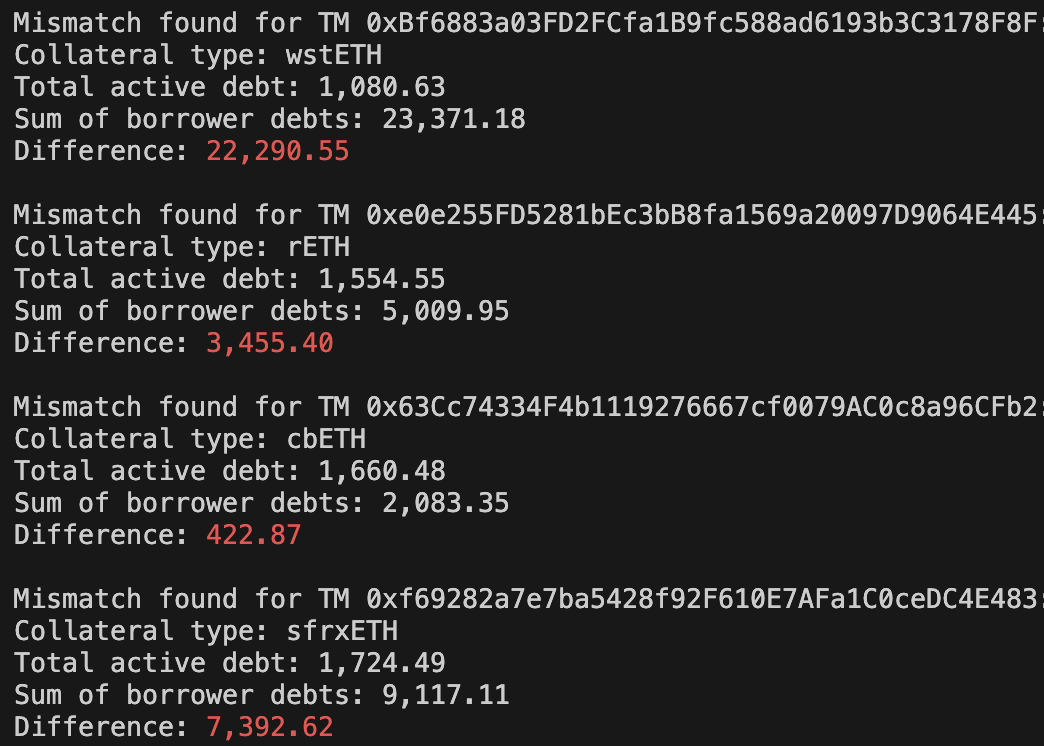 Mismatch found for TM 0xBf6883a03FD2FCfa1B9fc588ad6193b3C3178F8F:
Collateral type: wstETH
Total active debt: 1,080.63
Sum of borrower debts: 23,371.18
Difference: 22,290.55
Mismatch found for TM 0xe0e255FD5281bEc3bB8fa1569a20097D9064E445:
Collateral type: rETH
Total active debt: 1,554.55
Sum of borrower debts: 5,009.95
Difference: 3,455.40
Mismatch found for TM 0x63Cc74334F4b1119276667cf0079AC0c8a96CFb2:
Collateral type: cbETH
Total active debt: 1,660.48
Sum of borrower debts: 2,083.35
Difference: 422.87
Mismatch found for TM 0xf69282a7e7ba5428f92F610E7AFa1C0ceDC4E483:
Collateral type: sfrxETH
Total active debt: 1,724.49
Sum of borrower debts: 9,117.11
Difference: 7,392.62